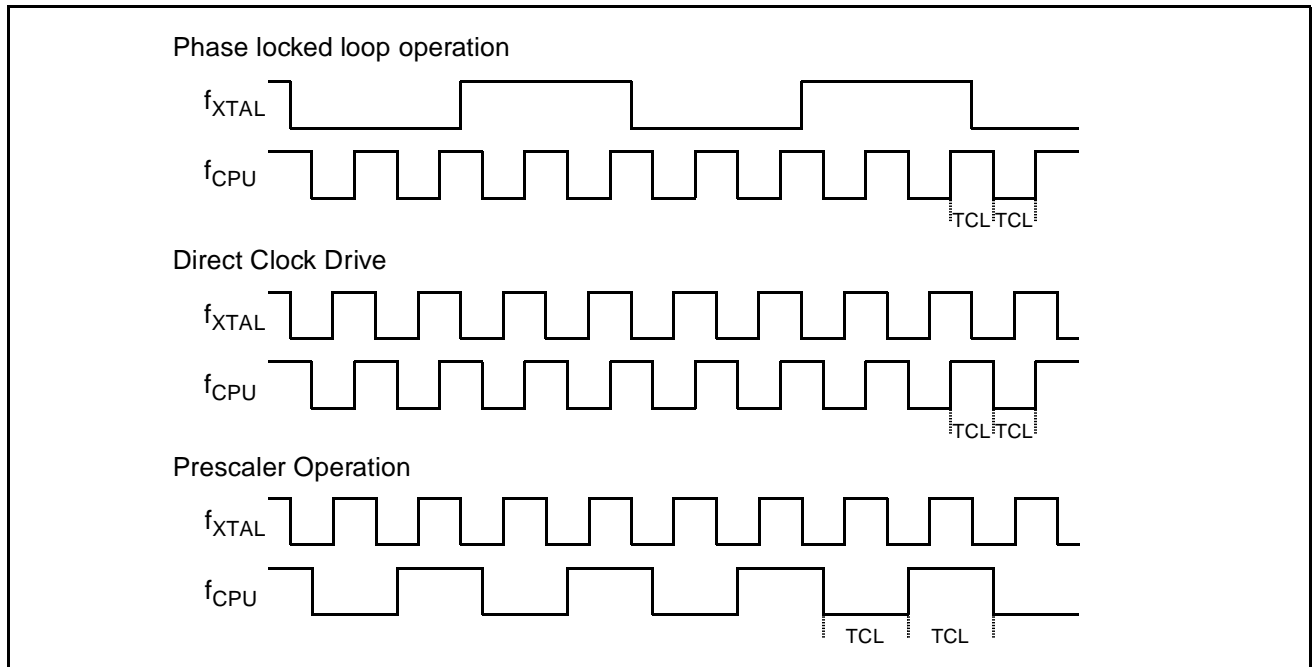 Phase locked loop operation
fXTAL
fCPU
TCL TCL
Direct Clock Drive
fXTAL
fCPU
TCL TCL
Prescaler Operation
fXTAL
fCPU
TCL TCL